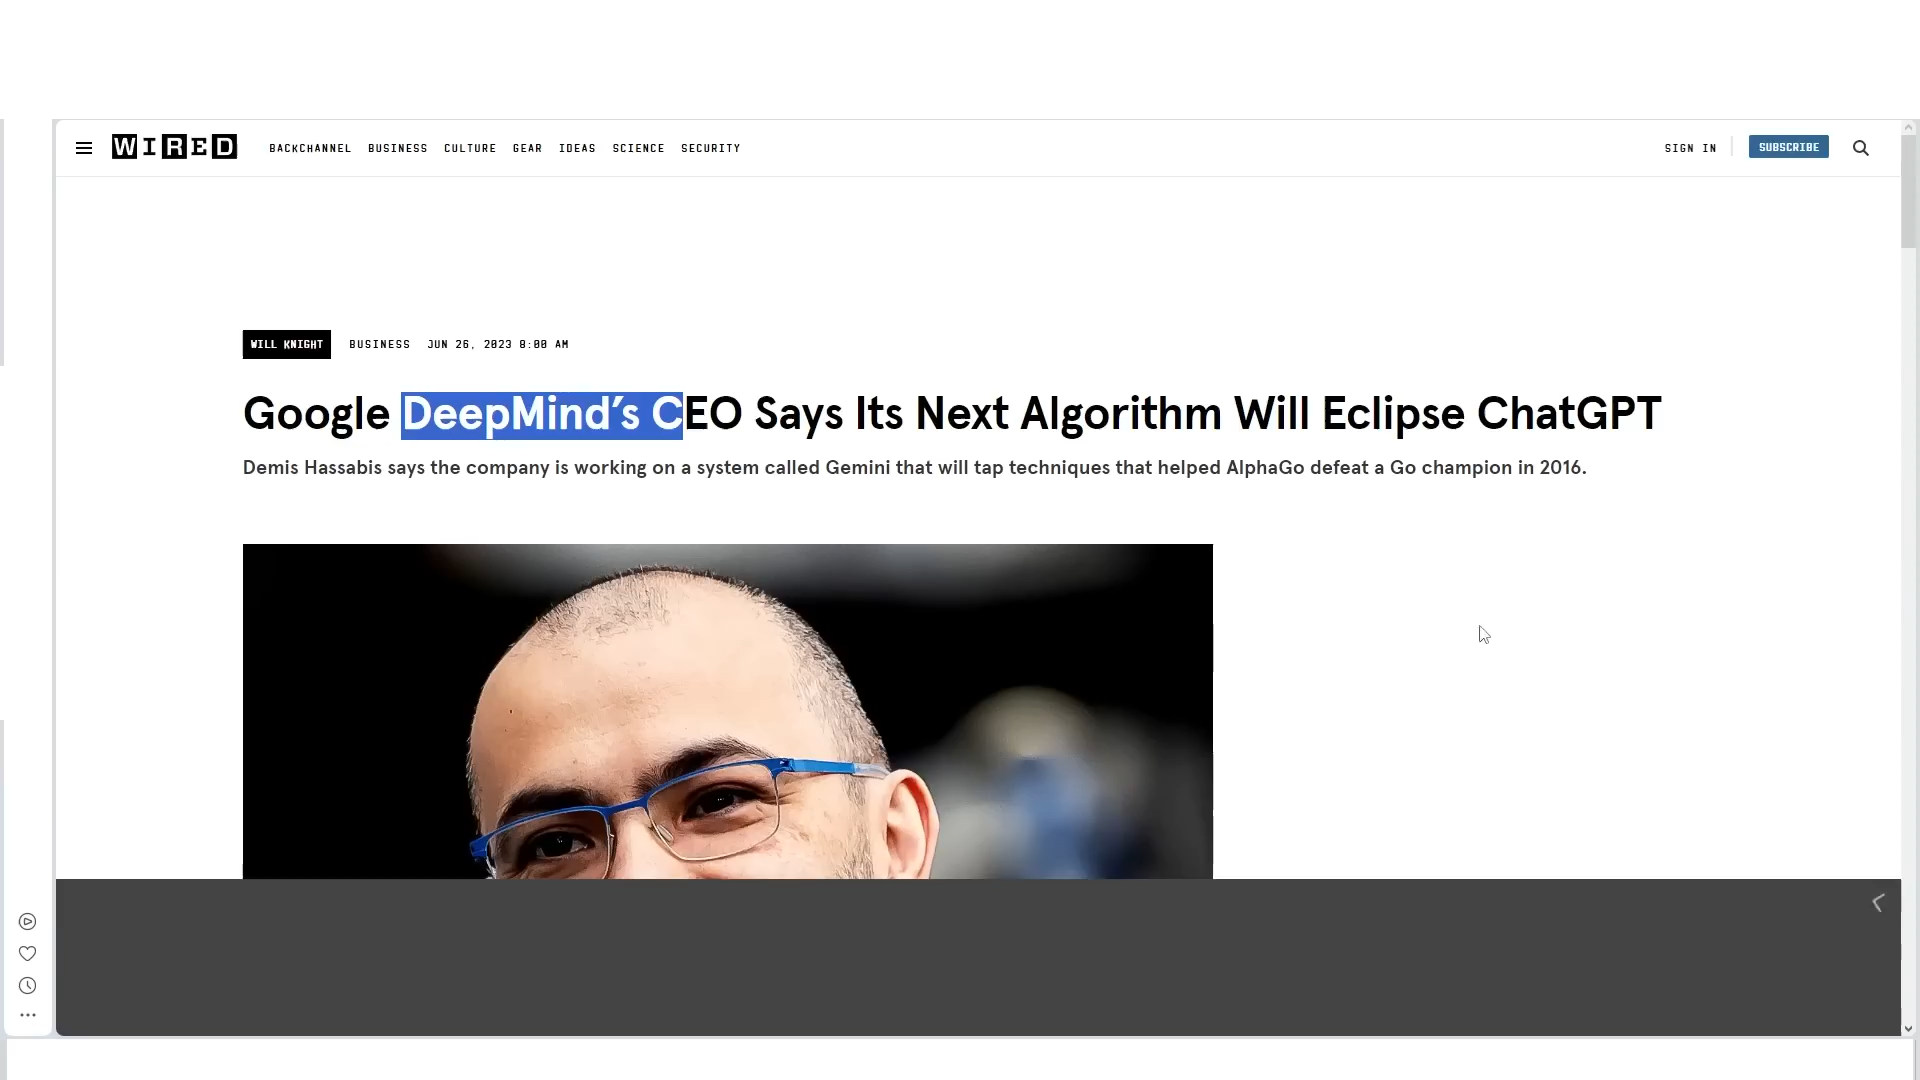 WIRED BACKCHANNEL BUSINESS CULTURE GEAR IDEAS SCIENCE SECURITY SIGN IN SUBSCRIBE
WILL KNIGHT BUSINESS JUN 26, 2023 8:00 AM
Google DeepMind’s CEO Says Its Next Algorithm Will Eclipse ChatGPT
Demis Hassabis says the company is working on a system called Gemini that will tap techniques that helped AlphaGo defeat a Go champion in 2016.